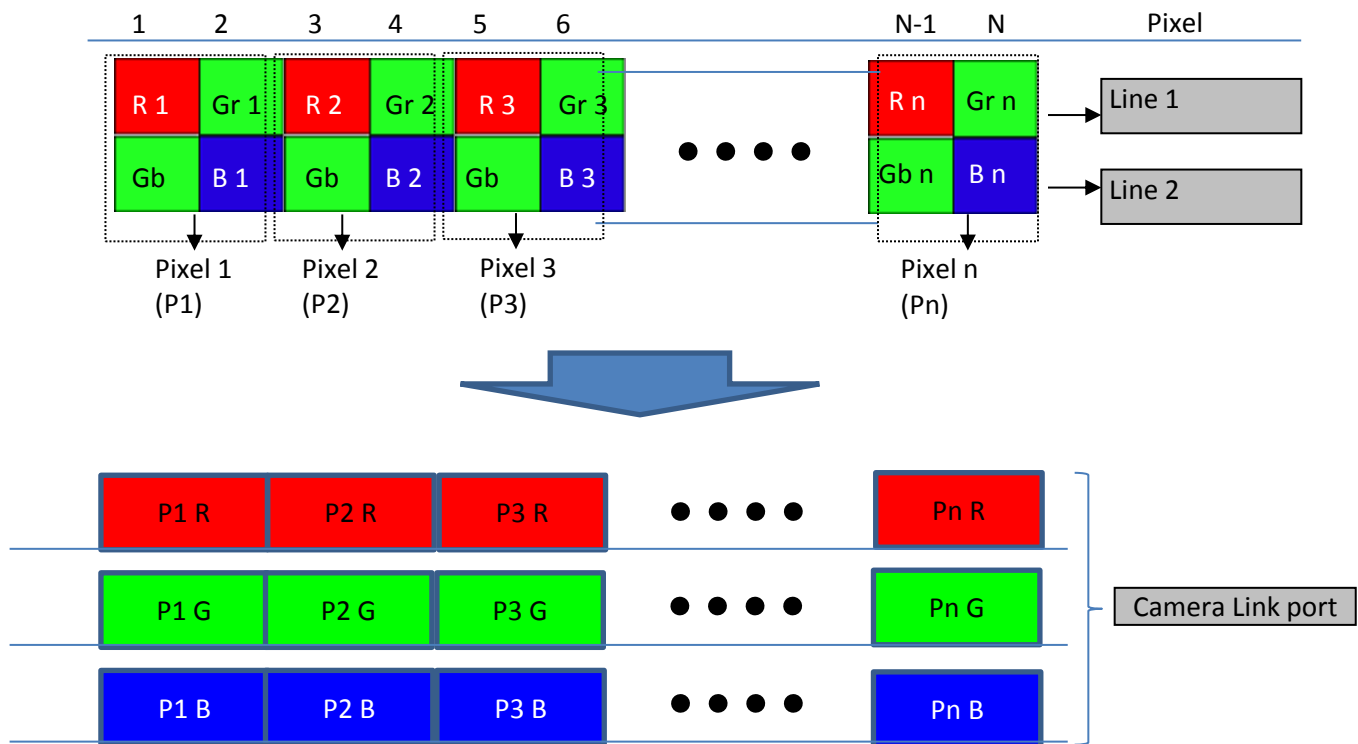 1 2 3 4 5 6 N-1 N Pixel
R 1 Gr 1 R 2 Gr 2 R 3 Gr 3 R n Gr n Line 1
Gb B 1 Gb B 2 Gb B 3 Gb n B n Line 2
Pixel 1 Pixel 2 Pixel 3 Pixel n
(P1) (P2) (P3) (Pn)
P1 R P2 R P3 R Pn R
P1 G P2 G P3 G Pn G Camera Link port
P1 B P2 B P3 B Pn B